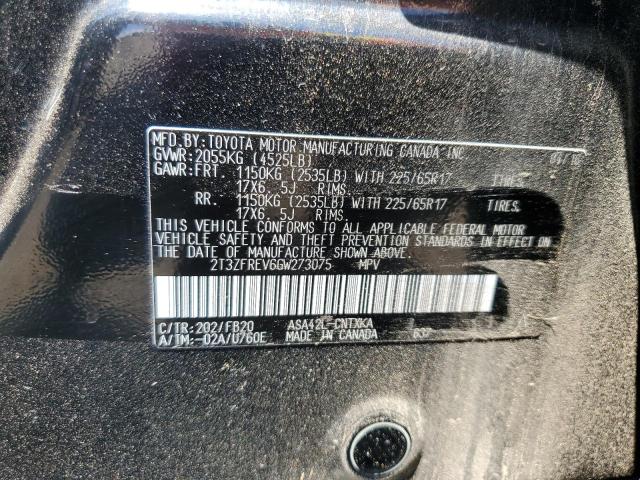 MFD.BY:TOYOTA MOTOR MANUFACTURING CANADA INC
GVWR: 2055KG (4525LB)
GAWR:FRT. 1150KG (2535LB) WITH 225/65R17 TIRES,
17X6. 5J RIMS,
RR. 1150KG (2535LB) WITH 225/65R17 TIRES,
17X6. 5J RIMS.
THIS VEHICLE CONFORMS TO ALL APPLICABLE FEDERAL MOTOR
VEHICLE SAFETY AND THEFT PREVENTION STANDARDS IN EFFECT ON
THE DATE OF MANUFACTURE SHOWN ABOVE.
2T3ZFREV6GW273075 MPV
C/TR: 202/FB20 ASA42L-CNTXKA
A/TM:-02A/U760E MADE IN CANADA